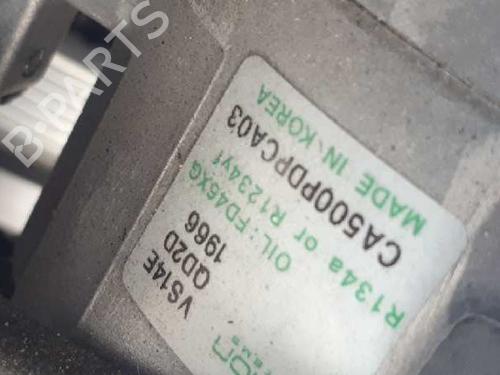 B-PARTS
VS14E
QD2D
1966
OIL: FD46XG
R134a or R1234yf
CA500PDPCA03
MADE IN KOREA